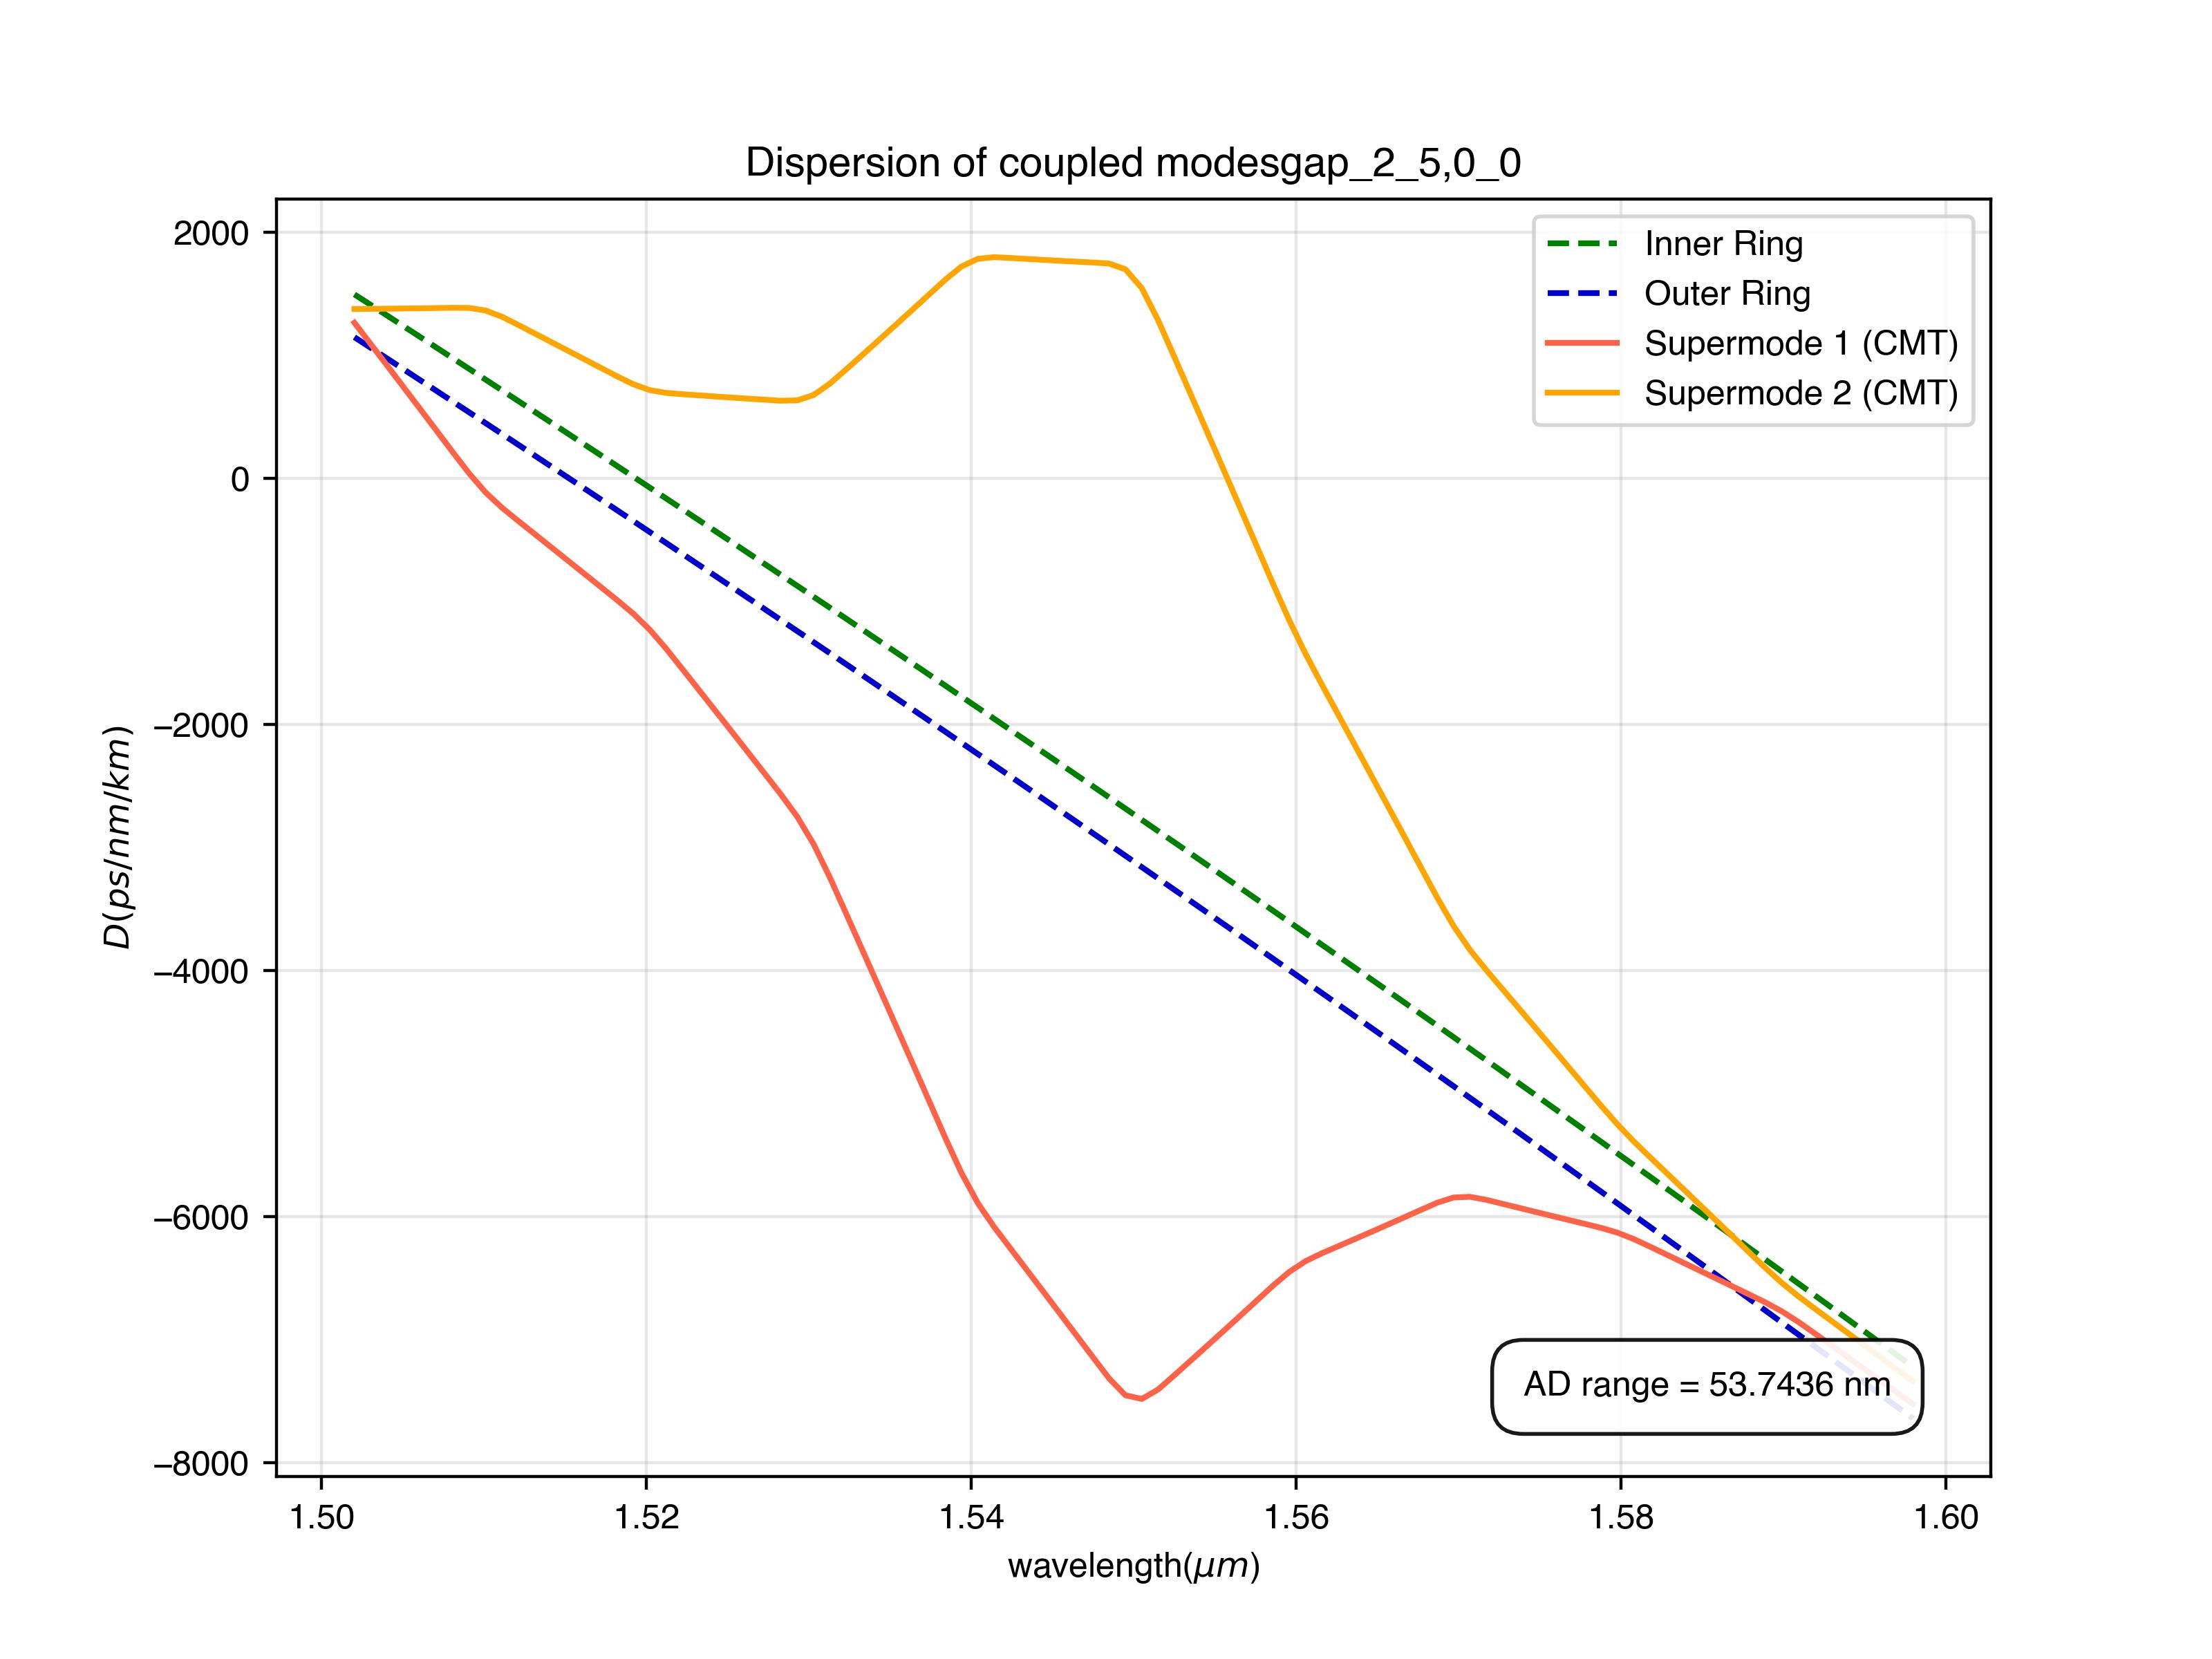 Dispersion of coupled modesgap_2_5,0_0
D(ps/nm/km)
2000
0
−2000
−4000
−6000
−8000
Inner Ring
Outer Ring
Supermode 1 (CMT)
Supermode 2 (CMT)
AD range = 53.7436 nm
1.50 1.52 1.54 1.56 1.58 1.60
wavelength(μm)